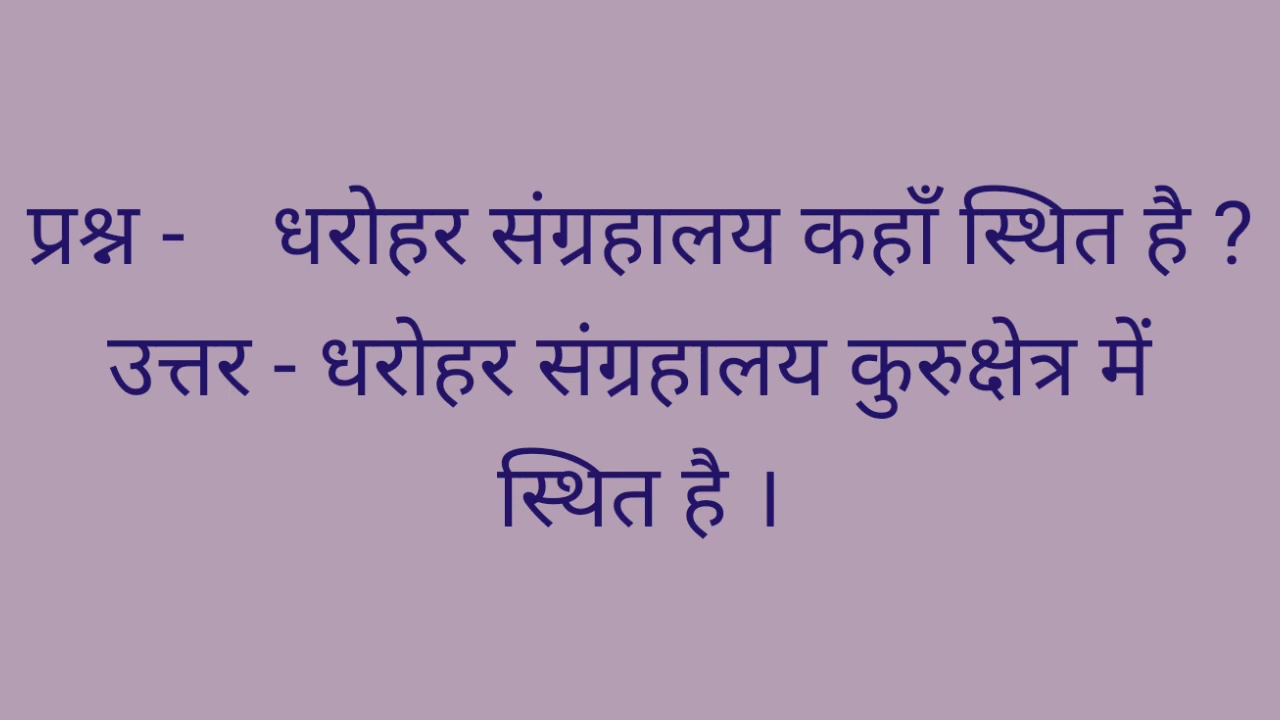 प्रश्न - धरोहर संग्रहालय कहाँ स्थित है ?
उत्तर - धरोहर संग्रहालय कुरुक्षेत्र में
स्थित है ।